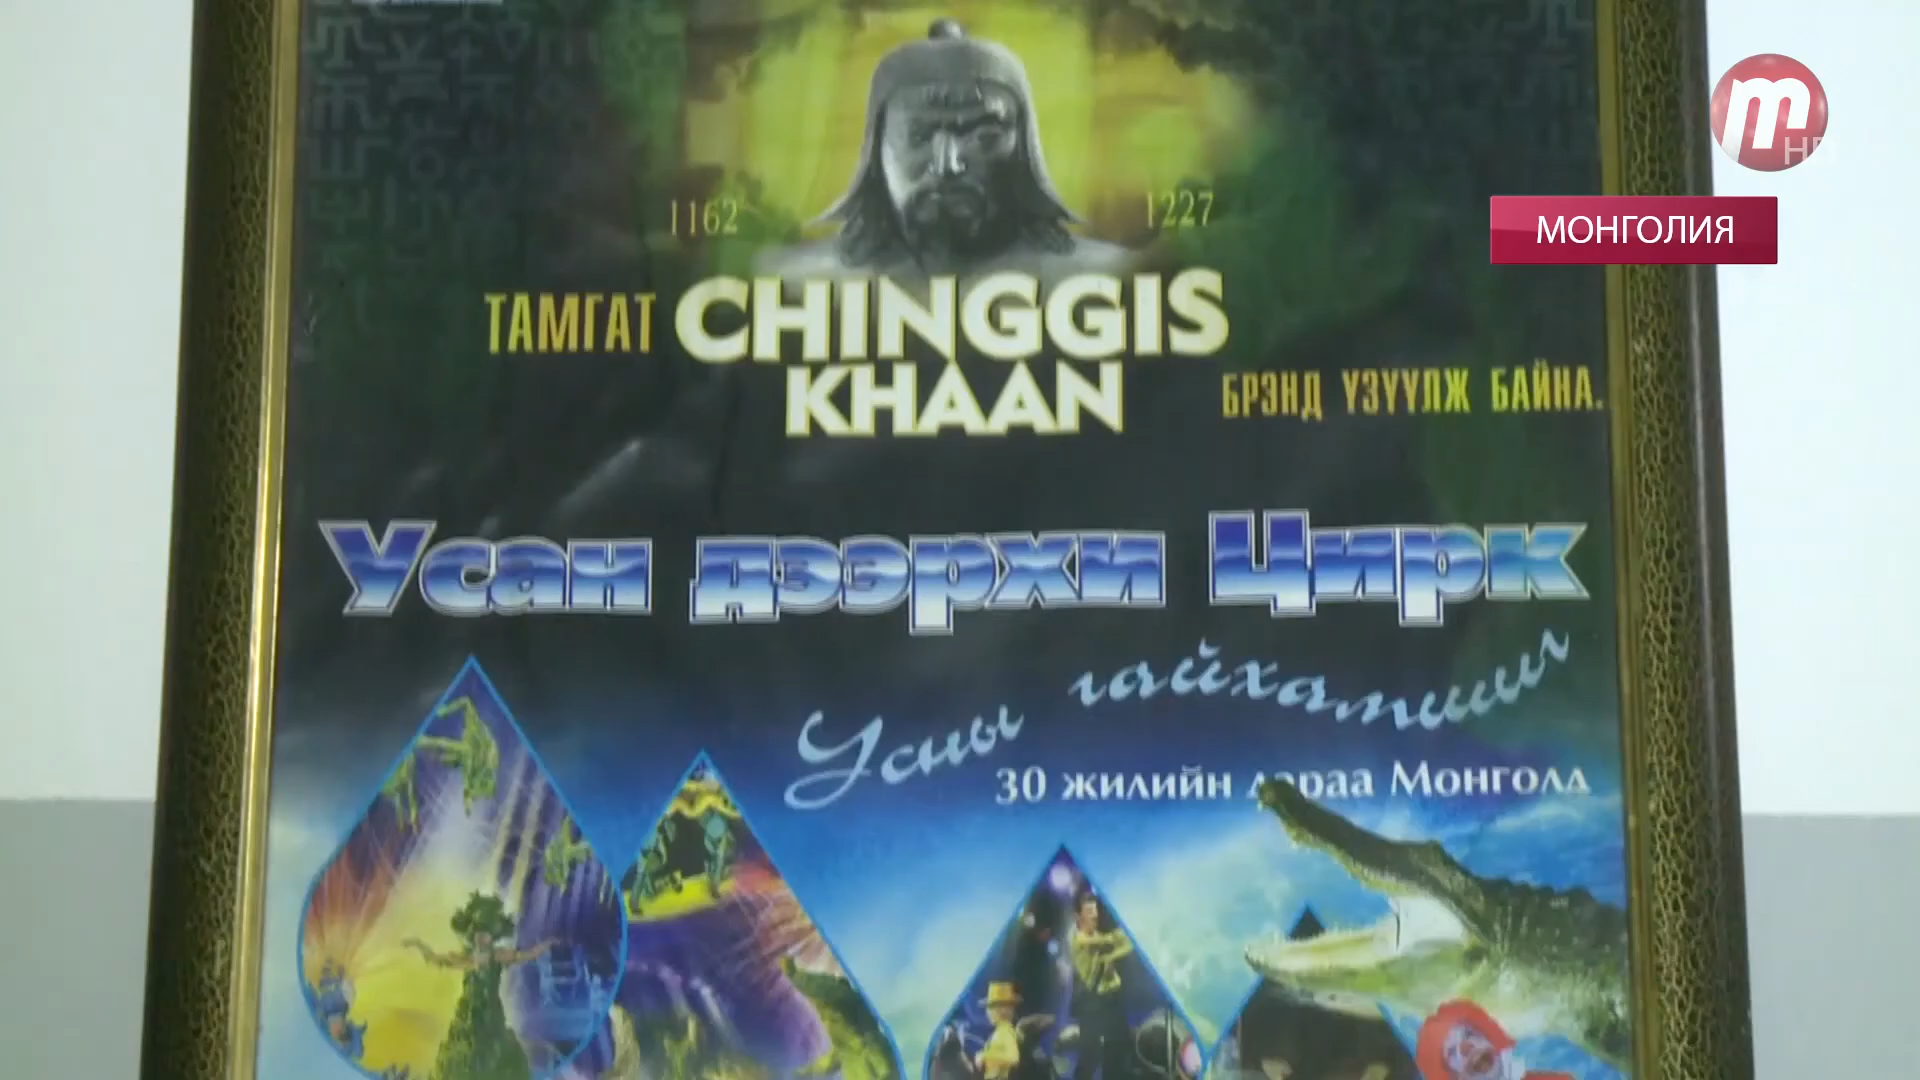 m
МОНГОЛИЯ
1162
1227
ТАМГАТ CHINGGIS
KHAAN
БРЭНД ҮЗҮҮЛЖ БАЙНА.
Усан дээрхи Цирк
Усны гайхамшиг
30 жилийн дараа Монголд